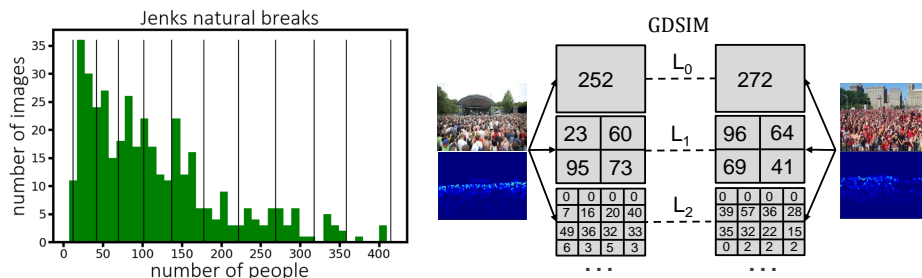 Jenks natural breaks
number of images
35
30
25
20
15
10
5
0
0 50 100 150 200 250 300 350 400
number of people
GDSIM
252 L0 272
23 60 96 64
L1
95 73 69 41
0 0 0 0 0 0 0 0
7 16 20 40 39 57 36 28
L2
49 36 32 33 35 32 22 15
6 3 5 3 0 2 2 2
... ...